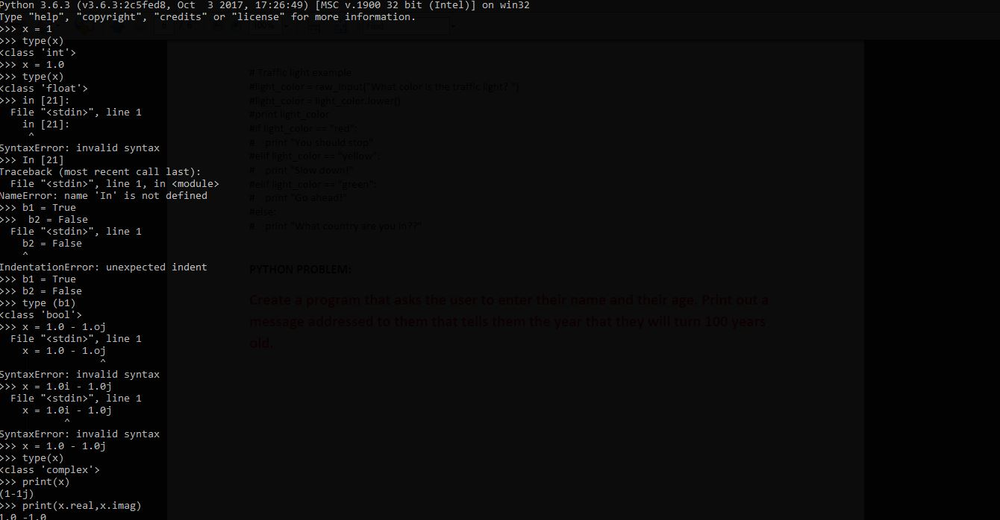 Python 3.6.3 (v3.6.3:2c5fed8, Oct  3 2017, 17:26:49) [MSC v.1900 32 bit (Intel)] on win32
Type "help", "copyright", "credits" or "license" for more information.
>>> x = 1
>>> type(x)
<class 'int'>
>>> x = 1.0
>>> type(x)
<class 'float'>
>>> in [21]:
  File "<stdin>", line 1
    in [21]:
     ^
SyntaxError: invalid syntax
>>> In [21]
Traceback (most recent call last):
  File "<stdin>", line 1, in <module>
NameError: name 'In' is not defined
>>> b1 = True
>>>  b2 = False
  File "<stdin>", line 1
    b2 = False
    ^
IndentationError: unexpected indent
>>> b1 = True
>>> b2 = False
>>> type (b1)
<class 'bool'>
>>> x = 1.0 - 1.oj
  File "<stdin>", line 1
    x = 1.0 - 1.oj
                 ^
SyntaxError: invalid syntax
>>> x = 1.0i - 1.0j
  File "<stdin>", line 1
    x = 1.0i - 1.0j
           ^
SyntaxError: invalid syntax
>>> x = 1.0 - 1.0j
>>> type(x)
<class 'complex'>
>>> print(x)
(1-1j)
>>> print(x.real,x.imag)
1.0 -1.0
# Traffic light example
#light_color = raw_input("What color is the traffic light? ")
#light_color = light_color.lower()
#print light_color
#if light_color == "red":
#    print "You should stop"
#elif light_color == "yellow":
#    print "Slow down!"
#elif light_color == "green":
#    print "Go ahead!"
#else:
#    print "What country are you in??"
PYTHON PROBLEM:
Create a program that asks the user to enter their name and their age. Print out a
message addressed to them that tells them the year that they will turn 100 years
old.